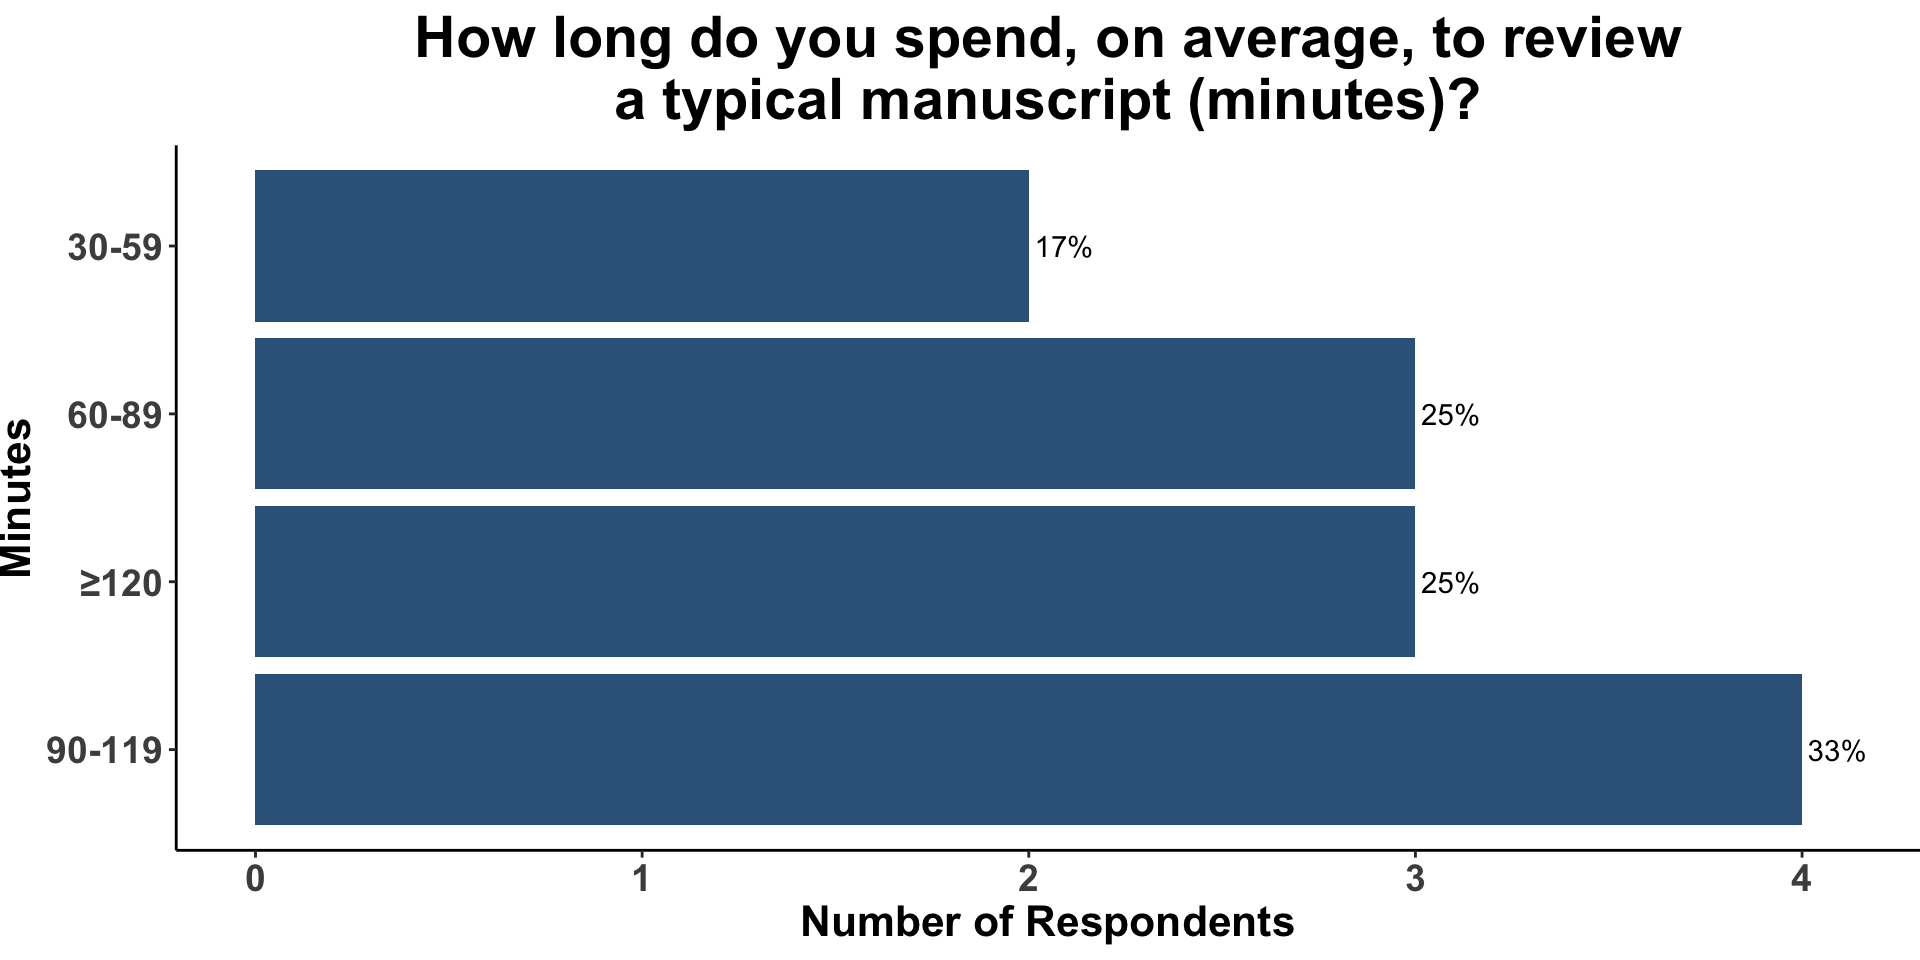 How long do you spend, on average, to review
a typical manuscript (minutes)?
Minutes
30-59
17%
60-89
25%
≥120
25%
90-119
33%
0 1 2 3 4
Number of Respondents